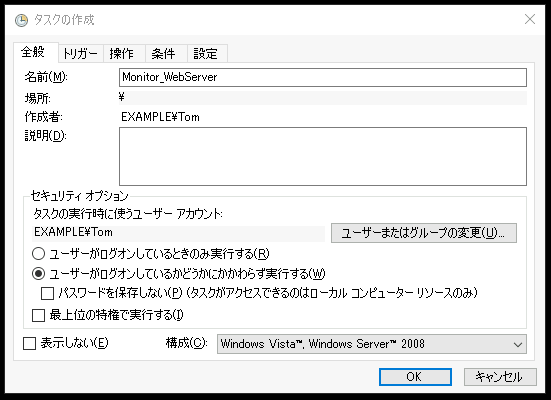 タスクの作成
全般 トリガー 操作 条件 設定
名前(M): Monitor_WebServer
場所: ¥
作成者: EXAMPLE¥Tom
説明(D):
セキュリティ オプション
タスクの実行時に使うユーザー アカウント:
EXAMPLE¥Tom ユーザーまたはグループの変更(U)...
ユーザーがログオンしているときのみ実行する(R)
ユーザーがログオンしているかどうかにかかわらず実行する(W)
パスワードを保存しない(P) (タスクがアクセスできるのはローカル コンピューター リソースのみ)
最上位の特権で実行する(I)
表示しない(E) 構成(C): Windows Vista™, Windows Server™ 2008
OK キャンセル